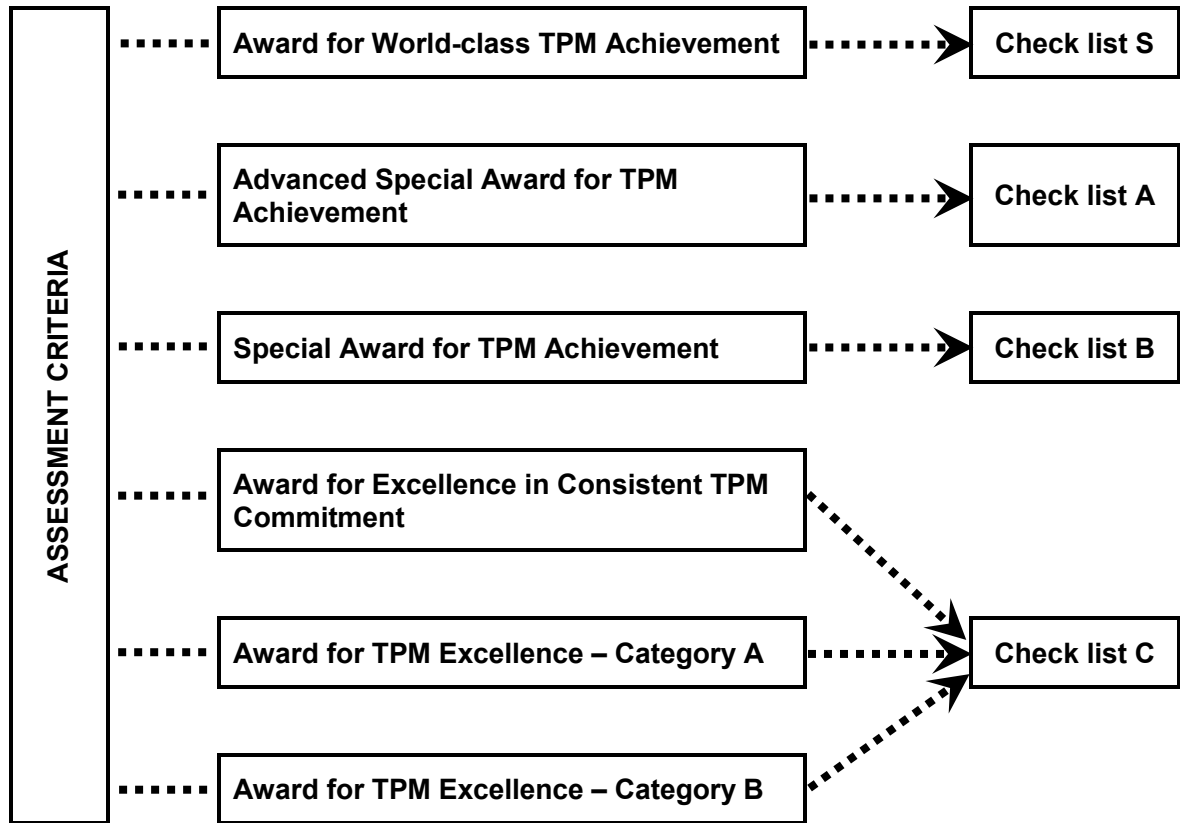 ASSESSMENT CRITERIA
Award for World-class TPM Achievement
Check list S
Advanced Special Award for TPM
Achievement
Check list A
Special Award for TPM Achievement
Check list B
Award for Excellence in Consistent TPM
Commitment
Award for TPM Excellence – Category A
Check list C
Award for TPM Excellence – Category B